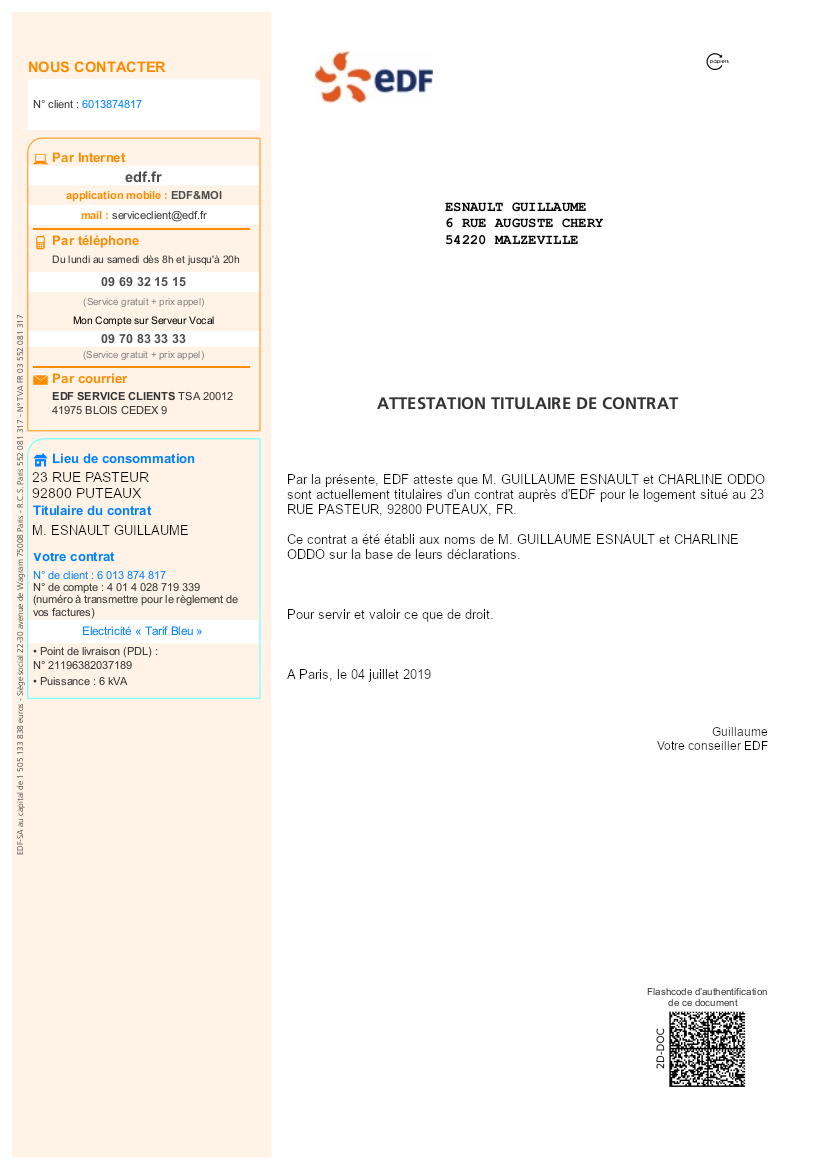 NOUS CONTACTER
N° client : 6013874817
Par Internet
edf.fr
application mobile : EDF&MOI
mail : serviceclient@edf.fr
Par téléphone
Du lundi au samedi dès 8h et jusqu'à 20h
09 69 32 15 15
(Service gratuit + prix appel)
Mon Compte sur Serveur Vocal
09 70 83 33 33
(Service gratuit + prix appel)
Par courrier
EDF SERVICE CLIENTS TSA 20012
41975 BLOIS CEDEX 9
Lieu de consommation
23 RUE PASTEUR
92800 PUTEAUX
Titulaire du contrat
M. ESNAULT GUILLAUME
Votre contrat
N° de client : 6 013 874 817
N° de compte : 4 01 4 028 719 339
(numéro à transmettre pour le règlement de
vos factures)
Electricité « Tarif Bleu »
• Point de livraison (PDL) :
N° 21196382037189
• Puissance : 6 kVA
EDF-SA au capital de 1 505 133 838 euros - Siège social 22-30 avenue de Wagram 75008 Paris - R.C.S. Paris 552 081 317 - N° TVA FR 03 552 081 317
edf
papiers
ESNAULT GUILLAUME
6 RUE AUGUSTE CHERY
54220 MALZEVILLE
ATTESTATION TITULAIRE DE CONTRAT
Par la présente, EDF atteste que M. GUILLAUME ESNAULT et CHARLINE ODDO
sont actuellement titulaires d'un contrat auprès d'EDF pour le logement situé au 23
RUE PASTEUR, 92800 PUTEAUX, FR.
Ce contrat a été établi aux noms de M. GUILLAUME ESNAULT et CHARLINE
ODDO sur la base de leurs déclarations.
Pour servir et valoir ce que de droit.
A Paris, le 04 juillet 2019
Guillaume
Votre conseiller EDF
Flashcode d'authentification
de ce document
2D-DOC